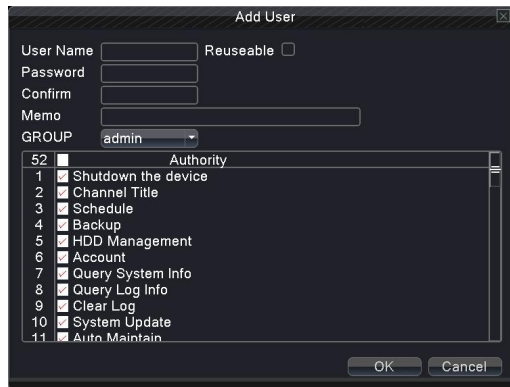 Add User
User Name Reuseable
Password
Confirm
Memo
GROUP admin
52 Authority
1 Shutdown the device
2 Channel Title
3 Schedule
4 Backup
5 HDD Management
6 Account
7 Query System Info
8 Query Log Info
9 Clear Log
10 System Update
11 Auto Maintain
OK Cancel